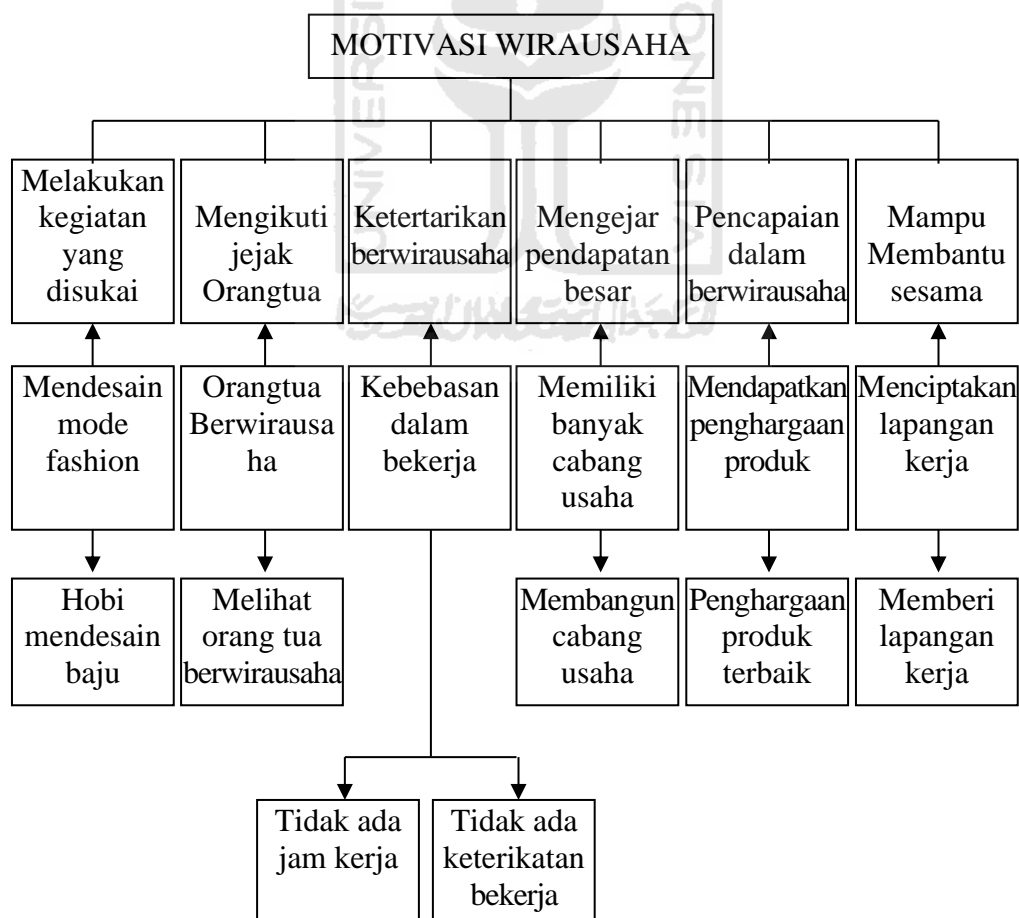 MOTIVASI WIRAUSAHA
Melakukan
kegiatan
yang
disukai
Mengikuti
jejak
Orangtua
Ketertarikan
berwirausaha
Mengejar
pendapatan
besar
Pencapaian
dalam
berwirausaha
Mampu
Membantu
sesama
Mendesain
mode
fashion
Orangtua
Berwirausa
ha
Kebebasan
dalam
bekerja
Memiliki
banyak
cabang
usaha
Mendapatkan
penghargaan
produk
Menciptakan
lapangan
kerja
Hobi
mendesain
baju
Melihat
orang tua
berwirausaha
Membangun
cabang
usaha
Penghargaan
produk
terbaik
Memberi
lapangan
kerja
Tidak ada
jam kerja
Tidak ada
keterikatan
bekerja